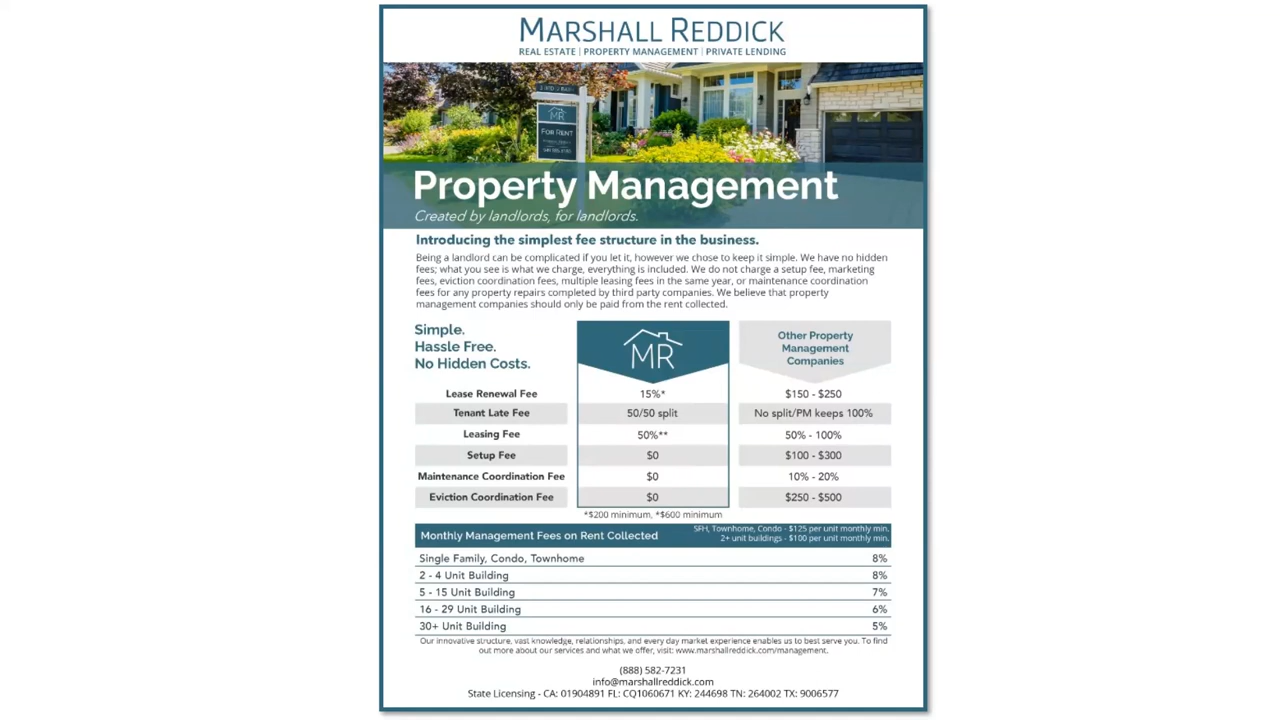 MARSHALL REDDICK
REAL ESTATE | PROPERTY MANAGEMENT | PRIVATE LENDING
MR
FOR RENT
Property Management
Created by landlords, for landlords.
Introducing the simplest fee structure in the business.
Being a landlord can be complicated if you let it, however we chose to keep it simple. We have no hidden
fees; what you see is what we charge, everything is included. We do not charge a setup fee, marketing
fees, eviction coordination fees, multiple leasing fees in the same year, or maintenance coordination
fees for any property repairs completed by third party companies. We believe that property
management companies should only be paid from the rent collected.
Simple.
Hassle Free.
No Hidden Costs.
MR
Other Property
Management
Companies
Lease Renewal Fee 15%* $150 - $250
Tenant Late Fee 50/50 split No split/PM keeps 100%
Leasing Fee 50%** 50% - 100%
Setup Fee $0 $100 - $300
Maintenance Coordination Fee $0 10% - 20%
Eviction Coordination Fee $0 $250 - $500
*$200 minimum, *$600 minimum
Monthly Management Fees on Rent Collected
SFH, Townhome, Condo - $125 per unit monthly min.
2+ unit buildings - $100 per unit monthly min.
Single Family, Condo, Townhome 8%
2 - 4 Unit Building 8%
5 - 15 Unit Building 7%
16 - 29 Unit Building 6%
30+ Unit Building 5%
Our innovative structure, vast knowledge, relationships, and every day market experience enables us to best serve you. To find
out more about our services and what we offer, visit: www.marshallreddick.com/management.
(888) 582-7231
info@marshallreddick.com
State Licensing - CA: 01904891 FL: CQ1060671 KY: 244698 TN: 264002 TX: 9006577